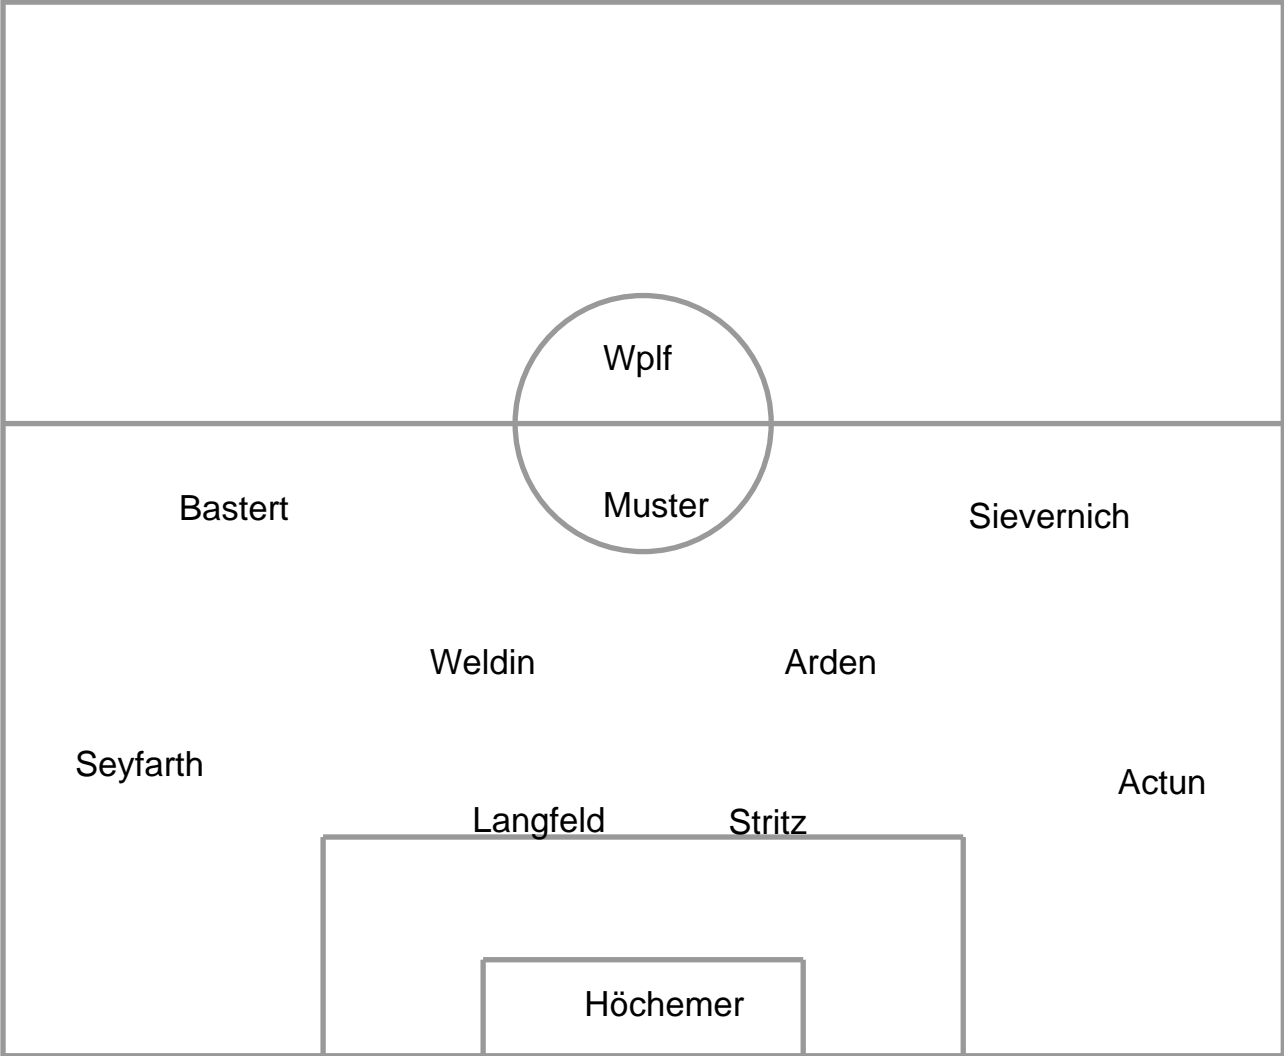 Wplf
Bastert Muster Sievernich
Weldin Arden
Seyfarth Actun
Langfeld Stritz
Höchemer